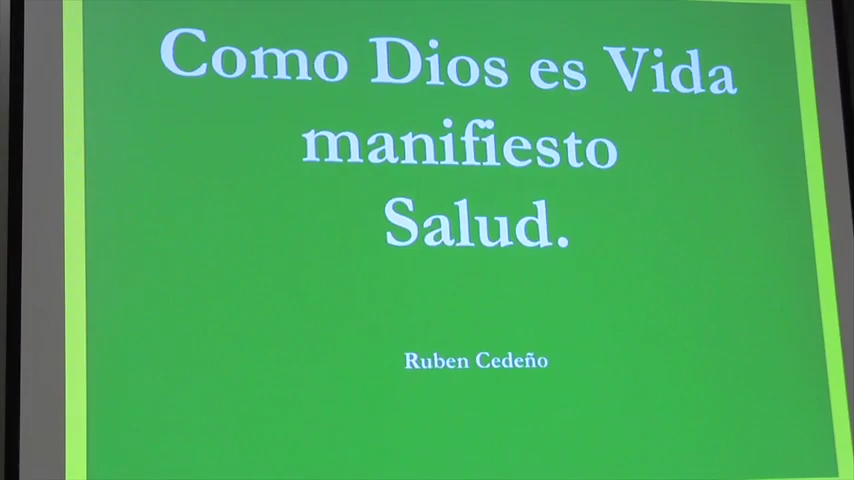 Como Dios es Vida
manifiesto
Salud.
Ruben Cedeño